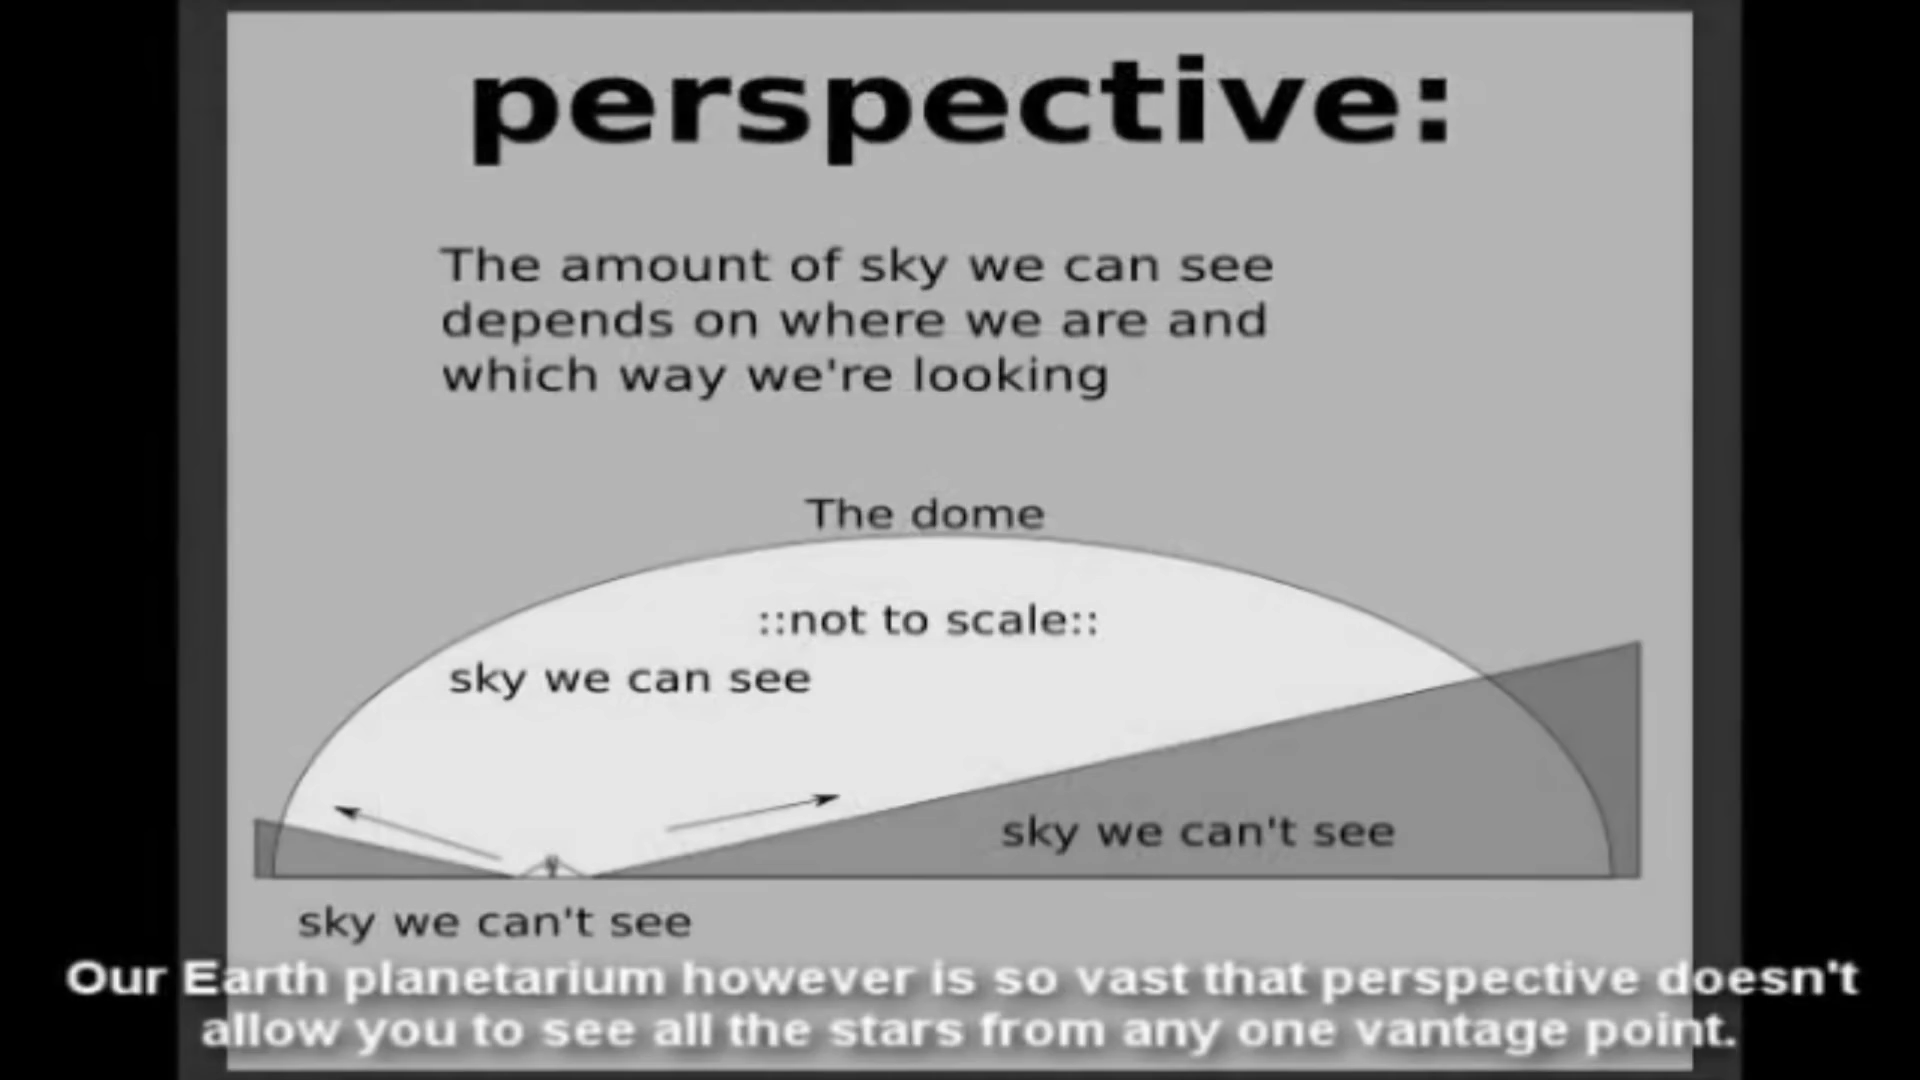 perspective:
The amount of sky we can see
depends on where we are and
which way we're looking
The dome
::not to scale::
sky we can see
sky we can't see
sky we can't see
Our Earth planetarium however is so vast that perspective doesn't
allow you to see all the stars from any one vantage point.